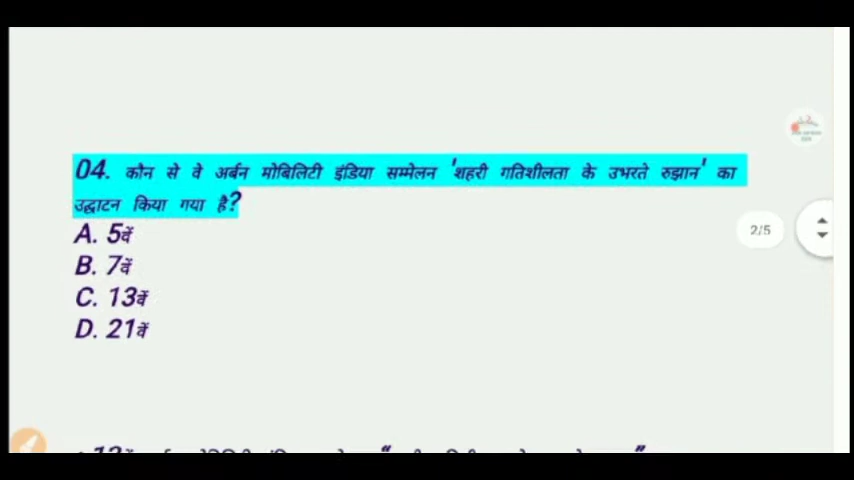 04. कौन से वे अर्बन मोबिलिटी इंडिया सम्मेलन 'शहरी गतिशीलता के उभरते रुझान' का
उद्घाटन किया गया है?
A. 5वें
B. 7वें
C. 13वें
D. 21वें
2/5